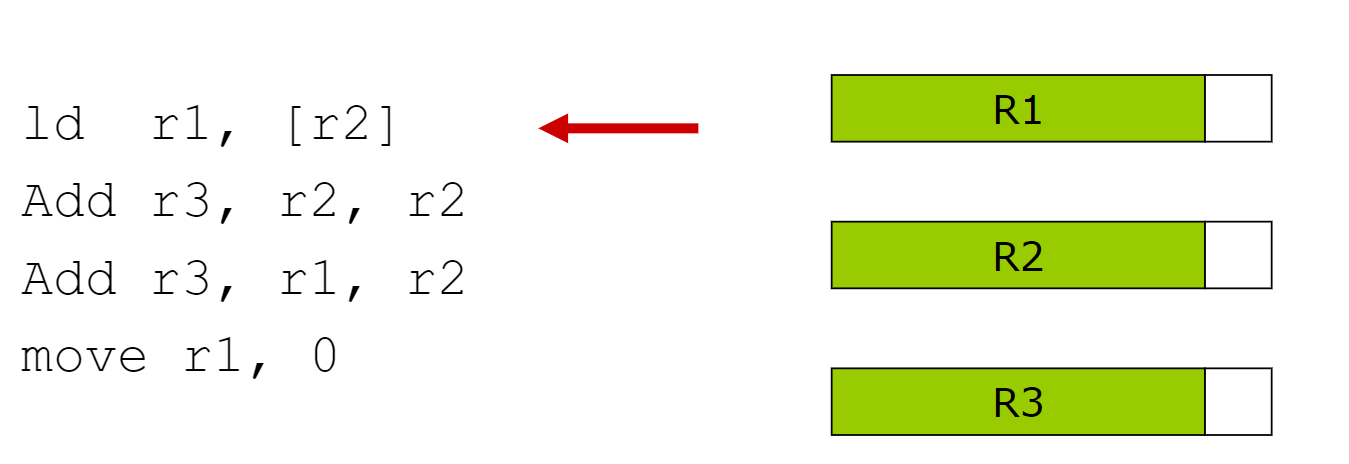 ld  r1, [r2]
Add r3, r2, r2
Add r3, r1, r2
move r1, 0
R1
R2
R3